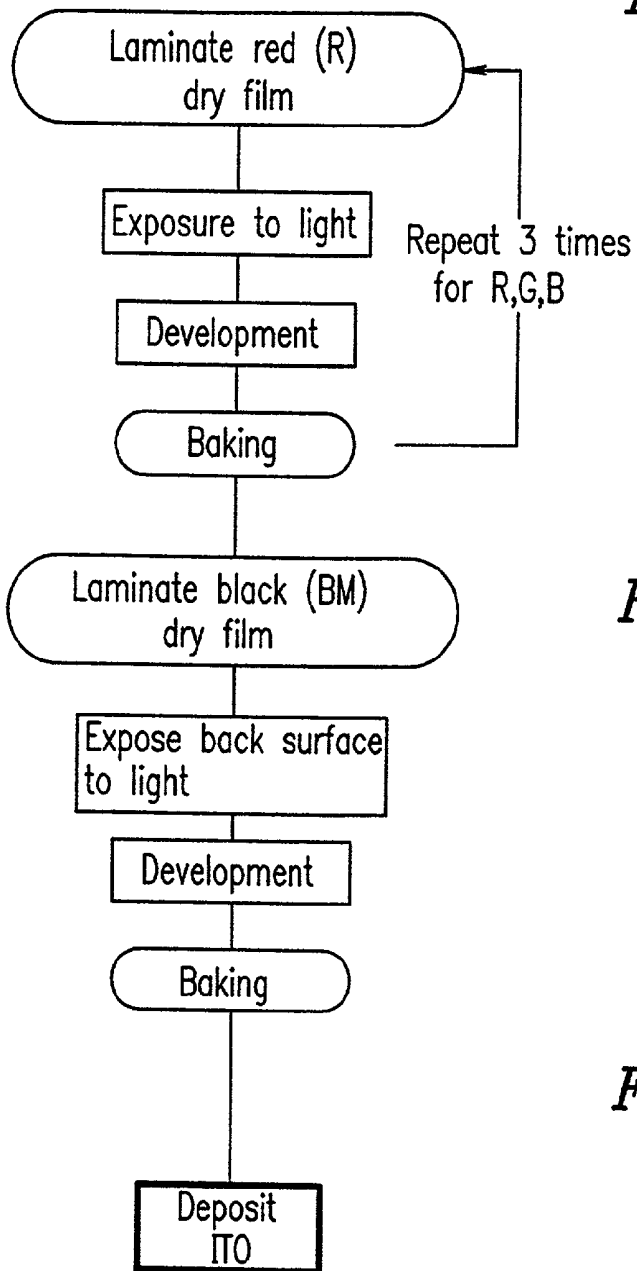 Laminate red (R)
dry film
Exposure to light
Repeat 3 times
for R,G,B
Development
Baking
Laminate black (BM)
dry film
Expose back surface
to light
Development
Baking
Deposit
ITO